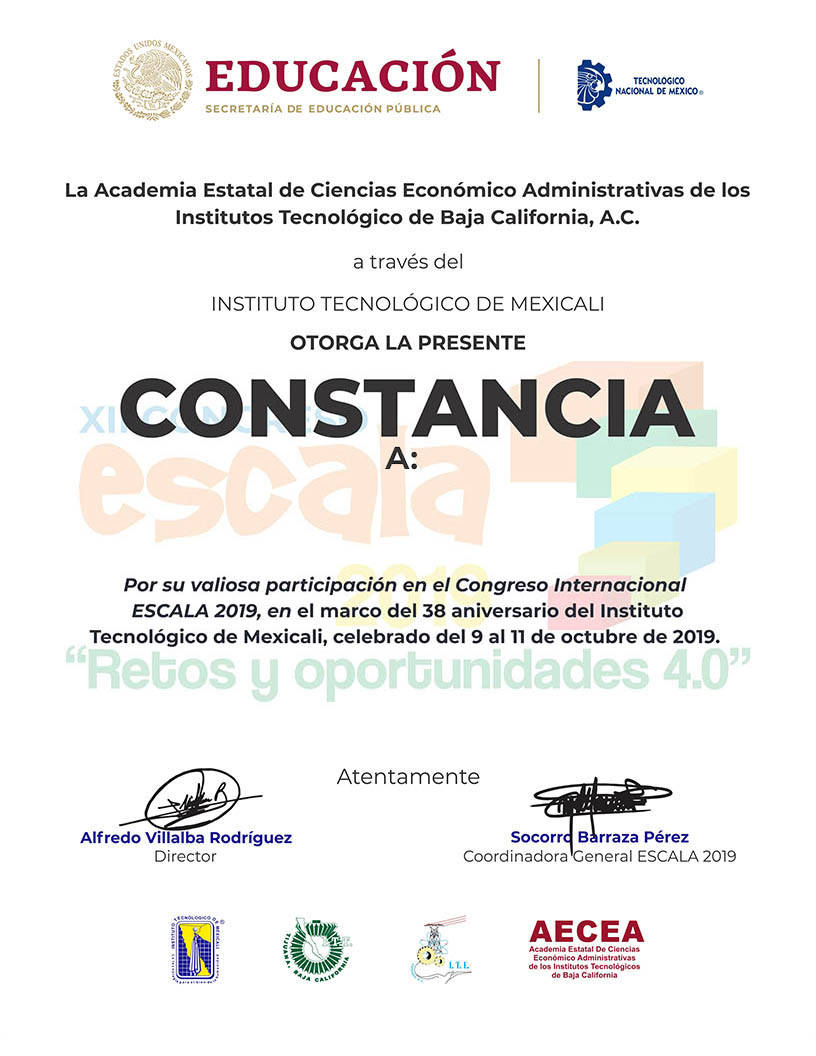 ESTADOS UNIDOS MEXICANOS
EDUCACIÓN
SECRETARÍA DE EDUCACIÓN PÚBLICA
TECNOLÓGICO
NACIONAL DE MÉXICO®
La Academia Estatal de Ciencias Económico Administrativas de los
Institutos Tecnológico de Baja California, A.C.
a través del
INSTITUTO TECNOLÓGICO DE MEXICALI
OTORGA LA PRESENTE
CONSTANCIA
CONGRESO
A:
escala
2019
Por su valiosa participación en el Congreso Internacional
ESCALA 2019, en el marco del 38 aniversario del Instituto
Tecnológico de Mexicali, celebrado del 9 al 11 de octubre de 2019.
“Retos y oportunidades 4.0”
Atentamente
Alfredo Villalba Rodríguez
Director
Socorro Barraza Pérez
Coordinadora General ESCALA 2019
INSTITUTO TECNOLOGICO DE MEXICALI
TIJUANA, BAJA CALIFORNIA
I.T.E.
AECEA
Academia Estatal De Ciencias
Económico Administrativas
de los Institutos Tecnológicos
de Baja California